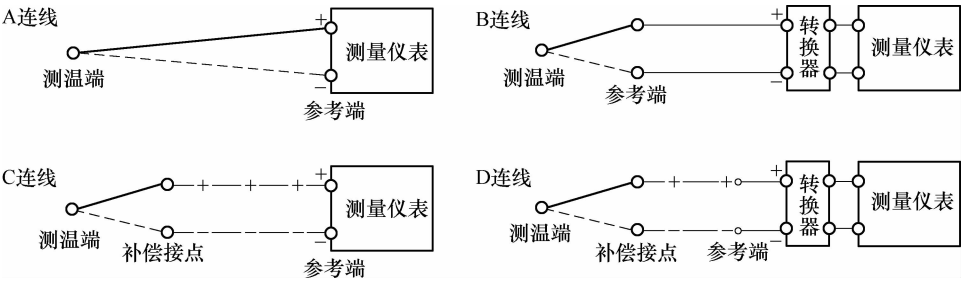 A连线
+
测量仪表
测温端
−
参考端
B连线
+
转换器
测量仪表
测温端
参考端
−
C连线
+
测量仪表
测温端
补偿接点
−
参考端
D连线
+
转换器
测量仪表
测温端
补偿接点
参考端
−